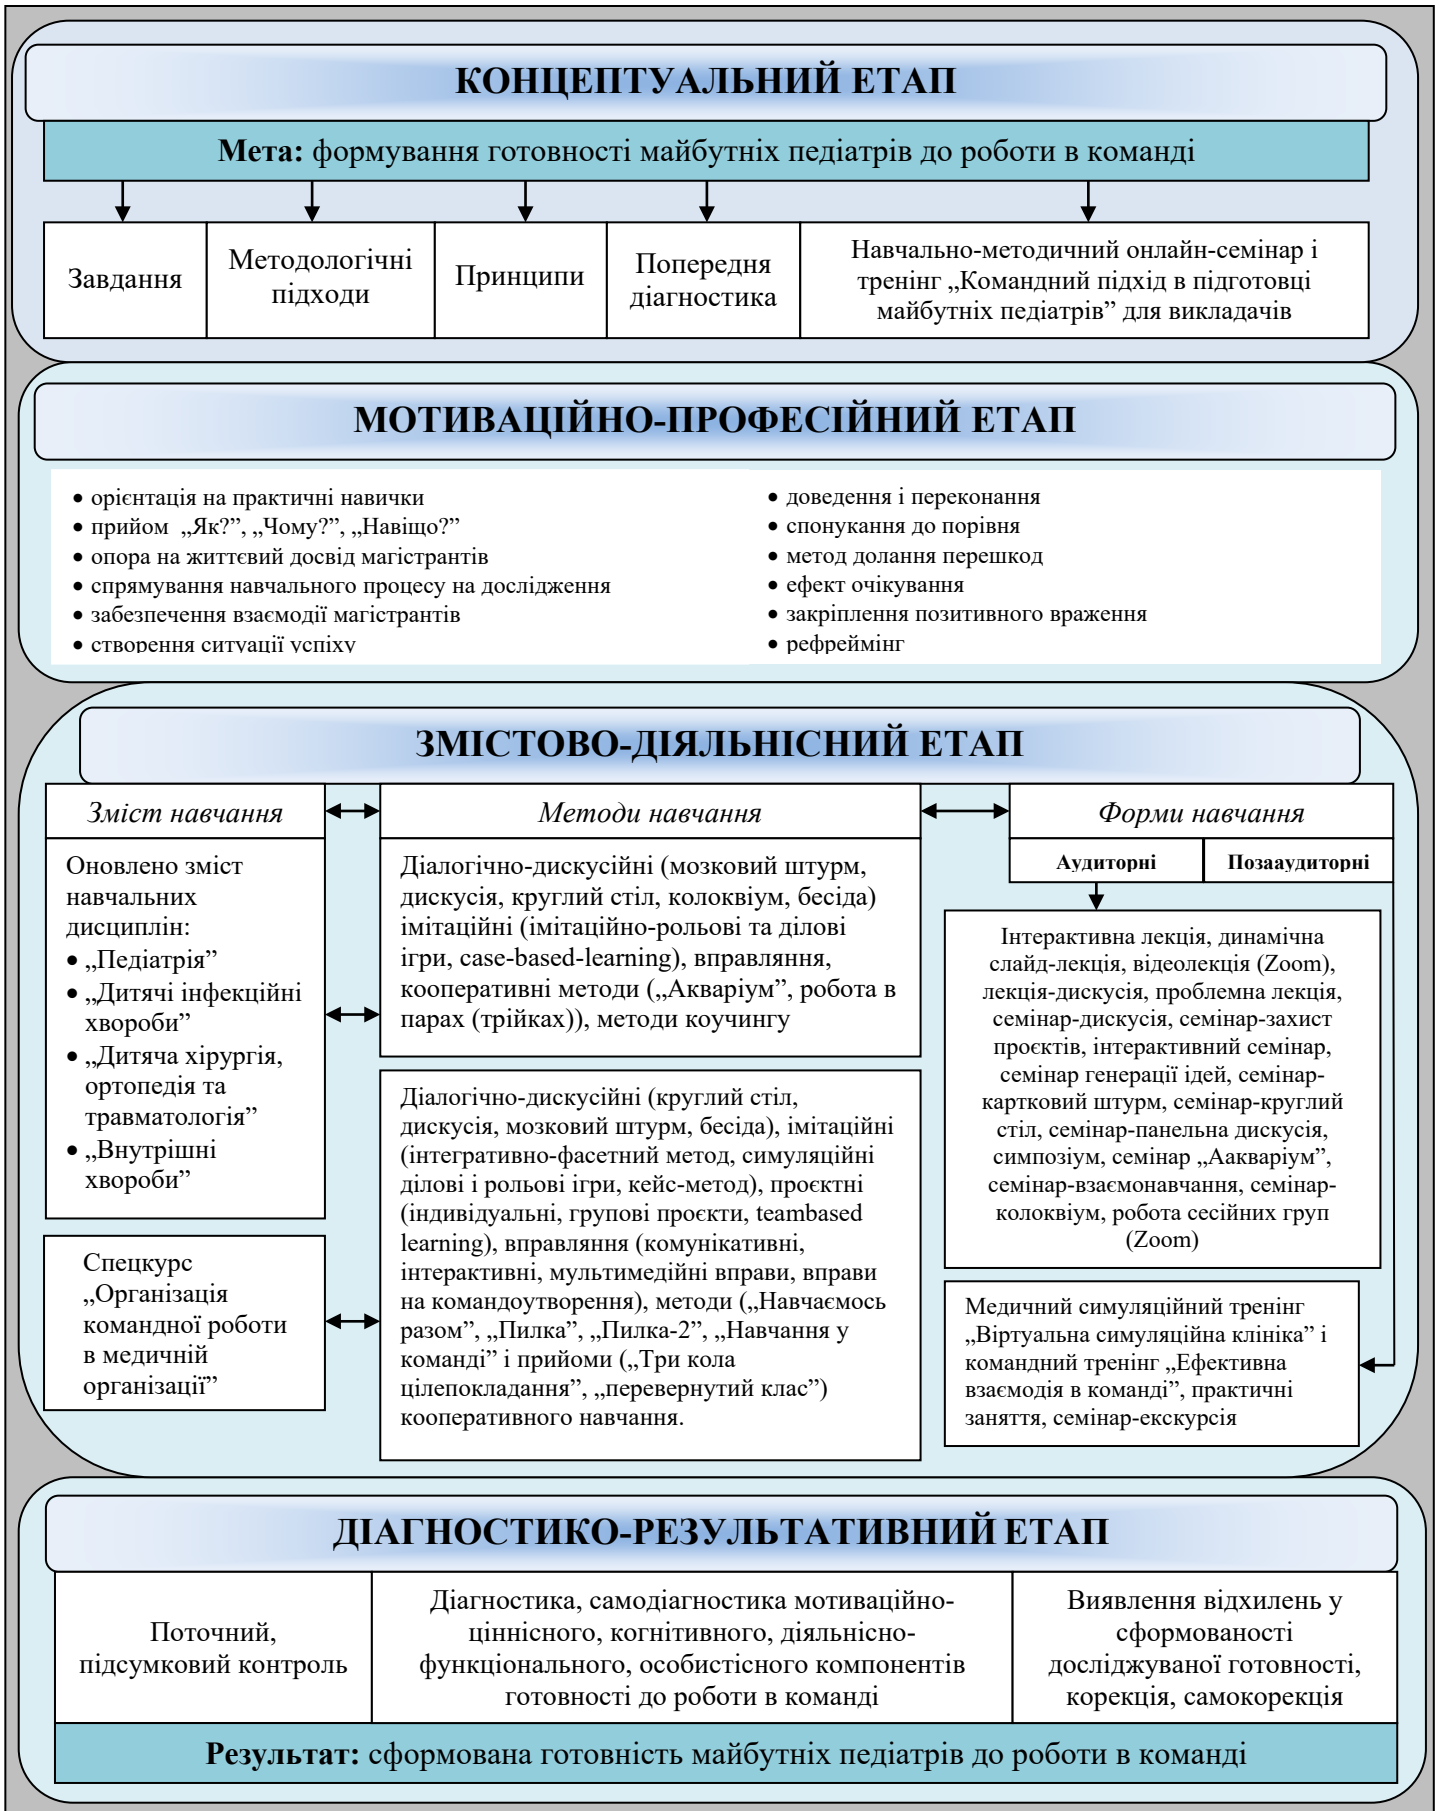 КОНЦЕПТУАЛЬНИЙ ЕТАП
Мета: формування готовності майбутніх педіатрів до роботи в команді
Завдання
Методологічні
підходи
Принципи
Попередня
діагностика
Навчально-методичний онлайн-семінар і
тренінг „Командний підхід в підготовці
майбутніх педіатрів” для викладачів
МОТИВАЦІЙНО-ПРОФЕСІЙНИЙ ЕТАП
• орієнтація на практичні навички
• прийом „Як?”, „Чому?”, „Навіщо?”
• опора на життєвий досвід магістрантів
• спрямування навчального процесу на дослідження
• забезпечення взаємодії магістрантів
• створення ситуації успіху
• доведення і переконання
• спонукання до порівня
• метод долання перешкод
• ефект очікування
• закріплення позитивного враження
• рефреймінг
ЗМІСТОВО-ДІЯЛЬНІСНИЙ ЕТАП
Зміст навчання
Оновлено зміст
навчальних
дисциплін:
• „Педіатрія”
• „Дитячі інфекційні
хвороби”
• „Дитяча хірургія,
ортопедія та
травматологія”
• „Внутрішні
хвороби”
Спецкурс
„Організація
командної роботи
в медичній
організації”
Методи навчання
Діалогічно-дискусійні (мозковий штурм,
дискусія, круглий стіл, колоквіум, бесіда)
імітаційні (імітаційно-рольові та ділові
ігри, case-based-learning), вправляння,
кооперативні методи („Акваріум”, робота в
парах (трійках)), методи коучингу
Діалогічно-дискусійні (круглий стіл,
дискусія, мозковий штурм, бесіда), імітаційні
(інтегративно-фасетний метод, симуляційні
ділові і рольові ігри, кейс-метод), проєктні
(індивідуальні, групові проєкти, teambased
learning), вправляння (комунікативні,
інтерактивні, мультимедійні вправи, вправи
на командоутворення), методи („Навчаємось
разом”, „Пилка”, „Пилка-2”, „Навчання у
команді” і прийоми („Три кола
цілепокладання”, „перевернутий клас”)
кооперативного навчання.
Форми навчання
Аудиторні
Позааудиторні
Інтерактивна лекція, динамічна
слайд-лекція, відеолекція (Zoom),
лекція-дискусія, проблемна лекція,
семінар-дискусія, семінар-захист
проєктів, інтерактивний семінар,
семінар генерації ідей, семінар-
картковий штурм, семінар-круглий
стіл, семінар-панельна дискусія,
симпозіум, семінар „Аакваріум”,
семінар-взаємонавчання, семінар-
колоквіум, робота сесійних груп
(Zoom)
Медичний симуляційний тренінг
„Віртуальна симуляційна клініка” і
командний тренінг „Ефективна
взаємодія в команді”, практичні
заняття, семінар-екскурсія
ДІАГНОСТИКО-РЕЗУЛЬТАТИВНИЙ ЕТАП
Поточний,
підсумковий контроль
Діагностика, самодіагностика мотиваційно-
ціннісного, когнітивного, діяльнісно-
функціонального, особистісного компонентів
готовності до роботи в команді
Виявлення відхилень у
сформованості
досліджуваної готовності,
корекція, самокорекція
Результат: сформована готовність майбутніх педіатрів до роботи в команді